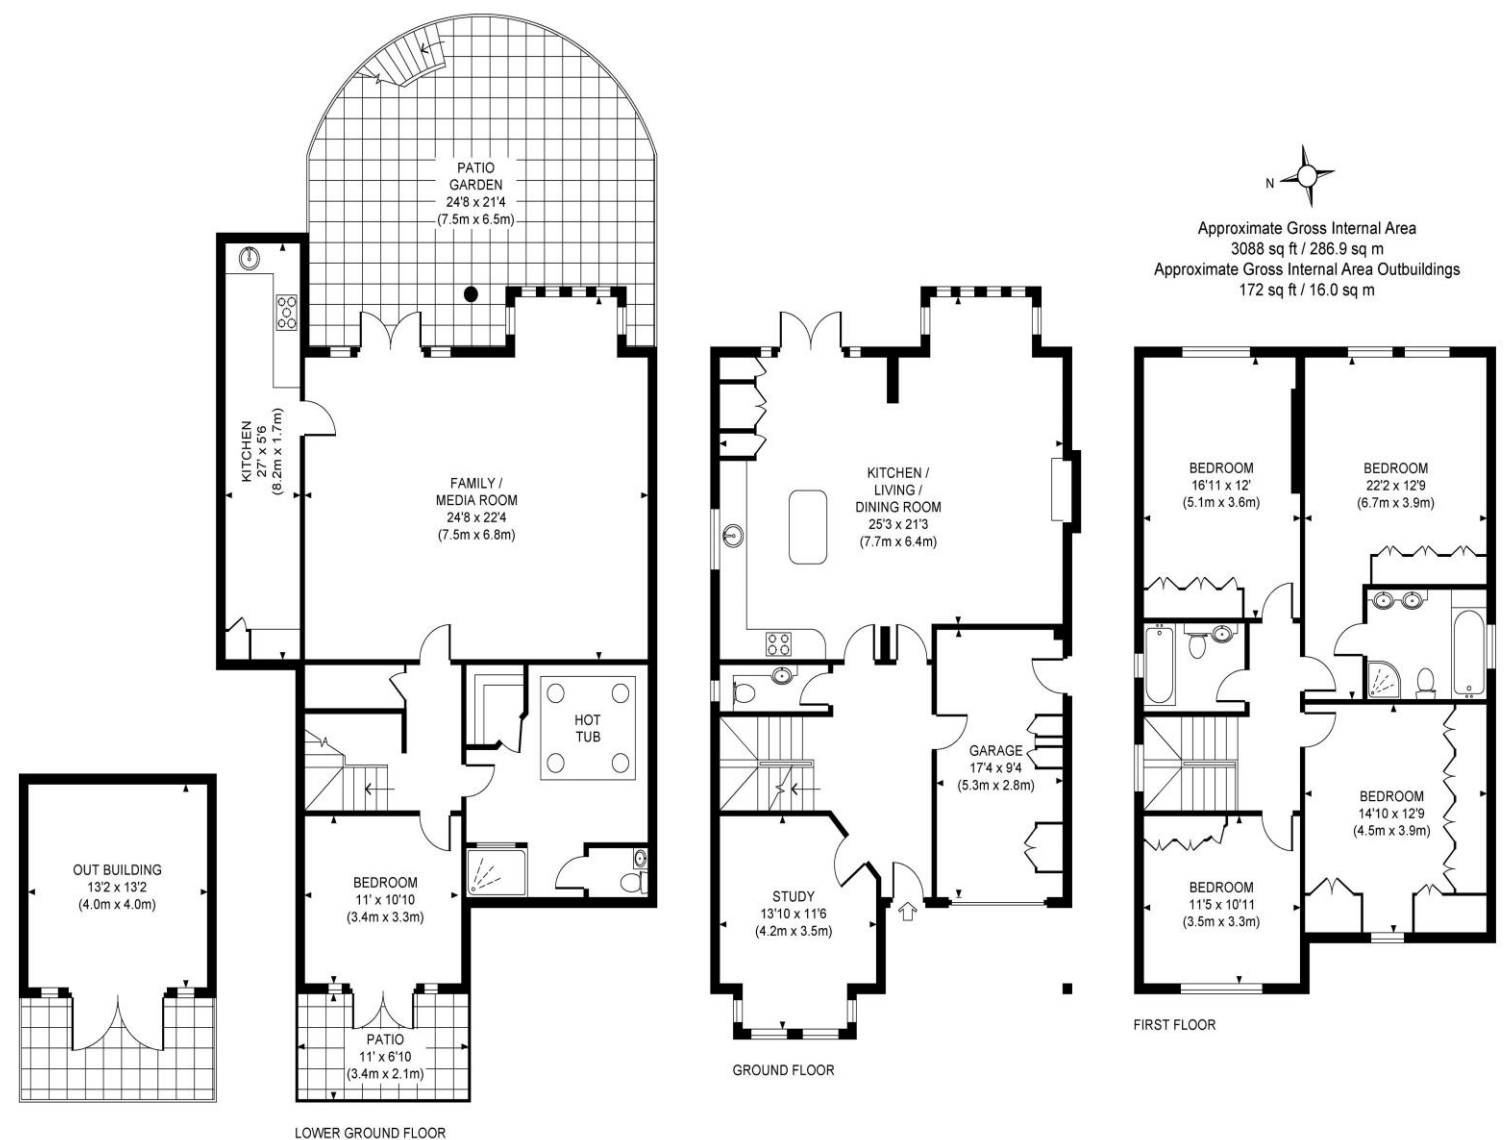 PATIO
GARDEN
24'8 x 21'4
(7.5m x 6.5m)
KITCHEN
27' x 5'6
(8.2m x 1.7m)
FAMILY /
MEDIA ROOM
24'8 x 22'4
(7.5m x 6.8m)
HOT
TUB
BEDROOM
11' x 10'10
(3.4m x 3.3m)
PATIO
11' x 6'10
(3.4m x 2.1m)
OUT BUILDING
13'2 x 13'2
(4.0m x 4.0m)
LOWER GROUND FLOOR
KITCHEN /
LIVING /
DINING ROOM
25'3 x 21'3
(7.7m x 6.4m)
GARAGE
17'4 x 9'4
(5.3m x 2.8m)
STUDY
13'10 x 11'6
(4.2m x 3.5m)
GROUND FLOOR
N
Approximate Gross Internal Area
3088 sq ft / 286.9 sq m
Approximate Gross Internal Area Outbuildings
172 sq ft / 16.0 sq m
BEDROOM
16'11 x 12'
(5.1m x 3.6m)
BEDROOM
22'2 x 12'9
(6.7m x 3.9m)
BEDROOM
14'10 x 12'9
(4.5m x 3.9m)
BEDROOM
11'5 x 10'11
(3.5m x 3.3m)
FIRST FLOOR